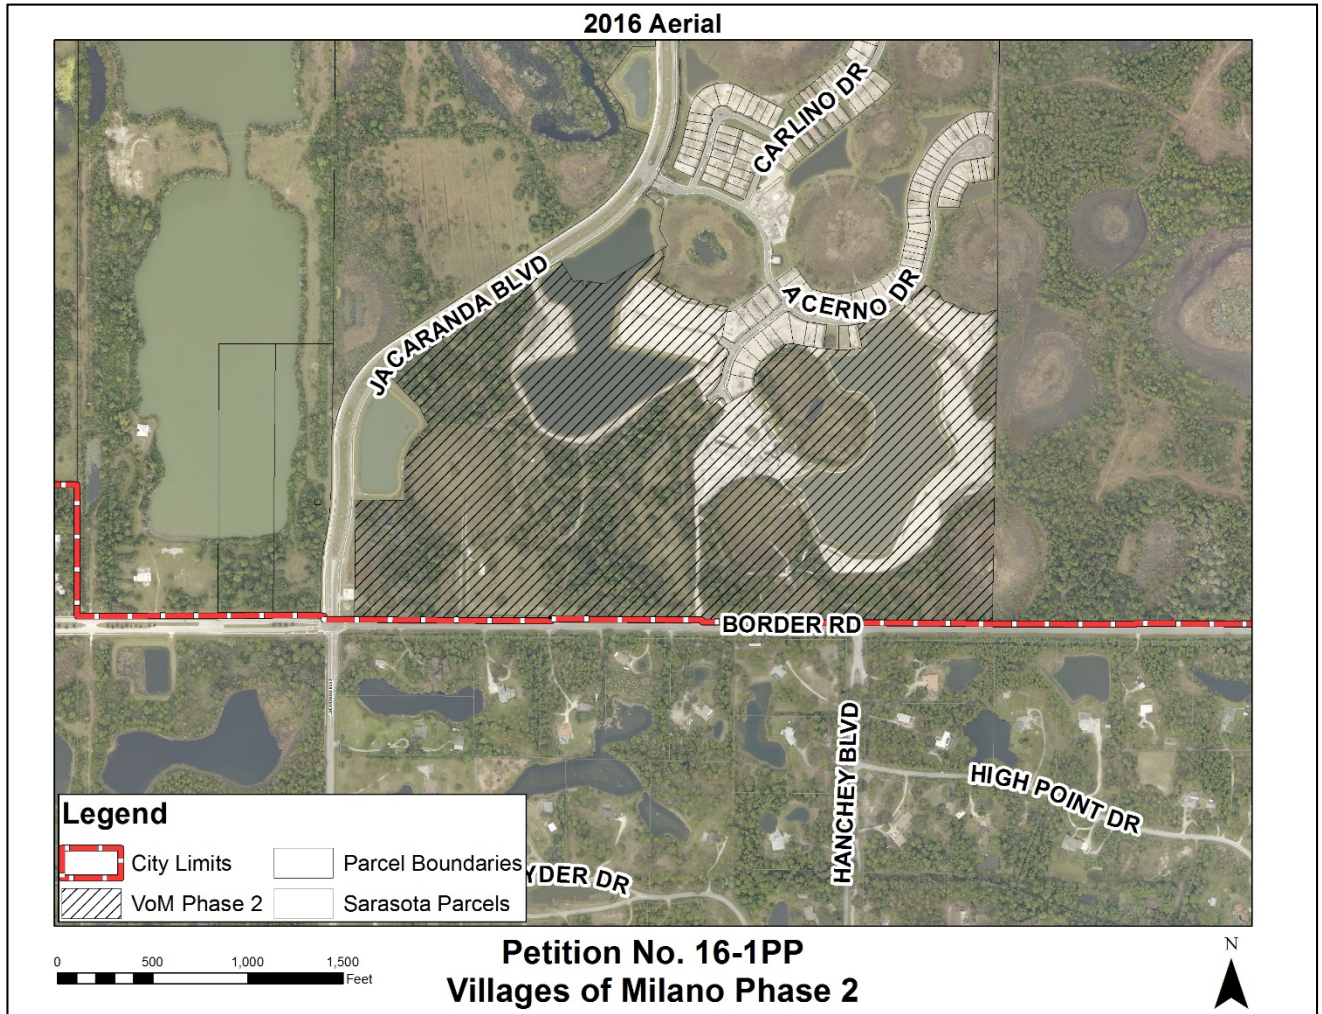 2016 Aerial
CARLINO DR
JACARANDA BLVD
ACERNO DR
BORDER RD
HANCHEY BLVD
HIGH POINT DR
YDER DR
Legend
City Limits
Parcel Boundaries
VoM Phase 2
Sarasota Parcels
0 500 1,000 1,500
Feet
Petition No. 16-1PP
Villages of Milano Phase 2
N